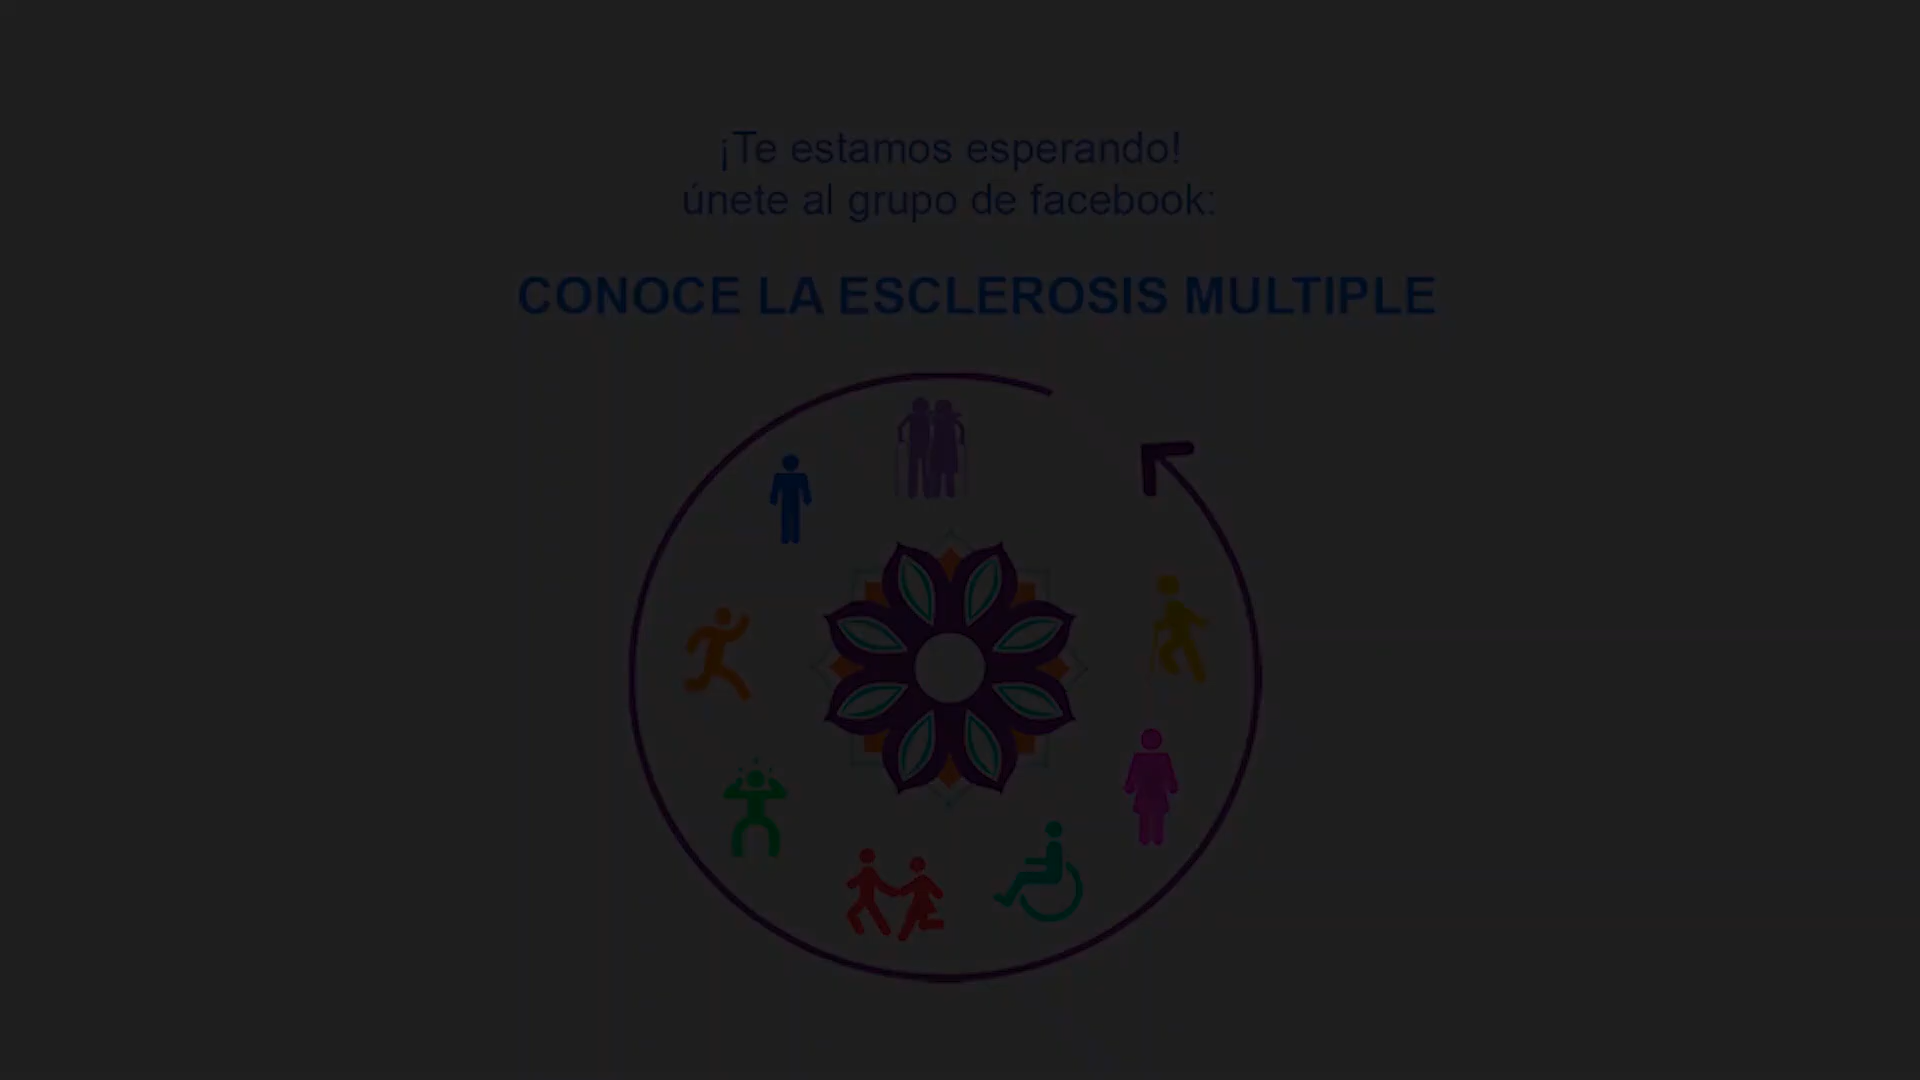 ¡Te estamos esperando!
únete al grupo de facebook:
CONOCE LA ESCLEROSIS MULTIPLE